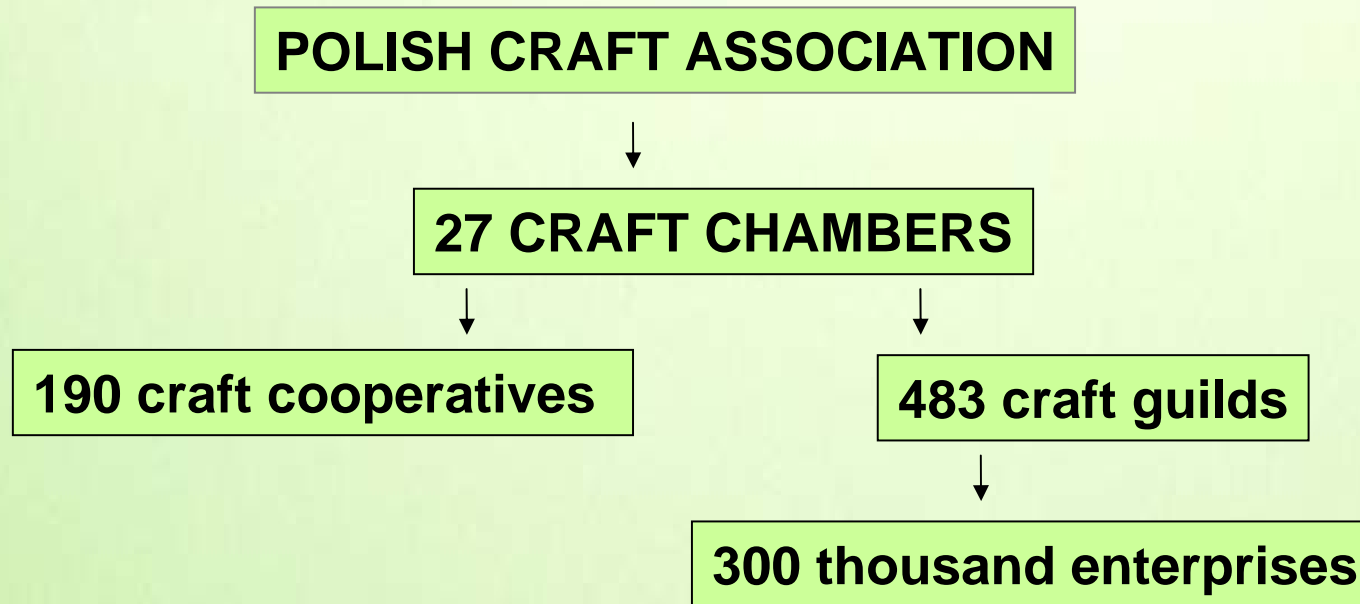 POLISH CRAFT ASSOCIATION
27 CRAFT CHAMBERS
190 craft cooperatives
483 craft guilds
300 thousand enterprises